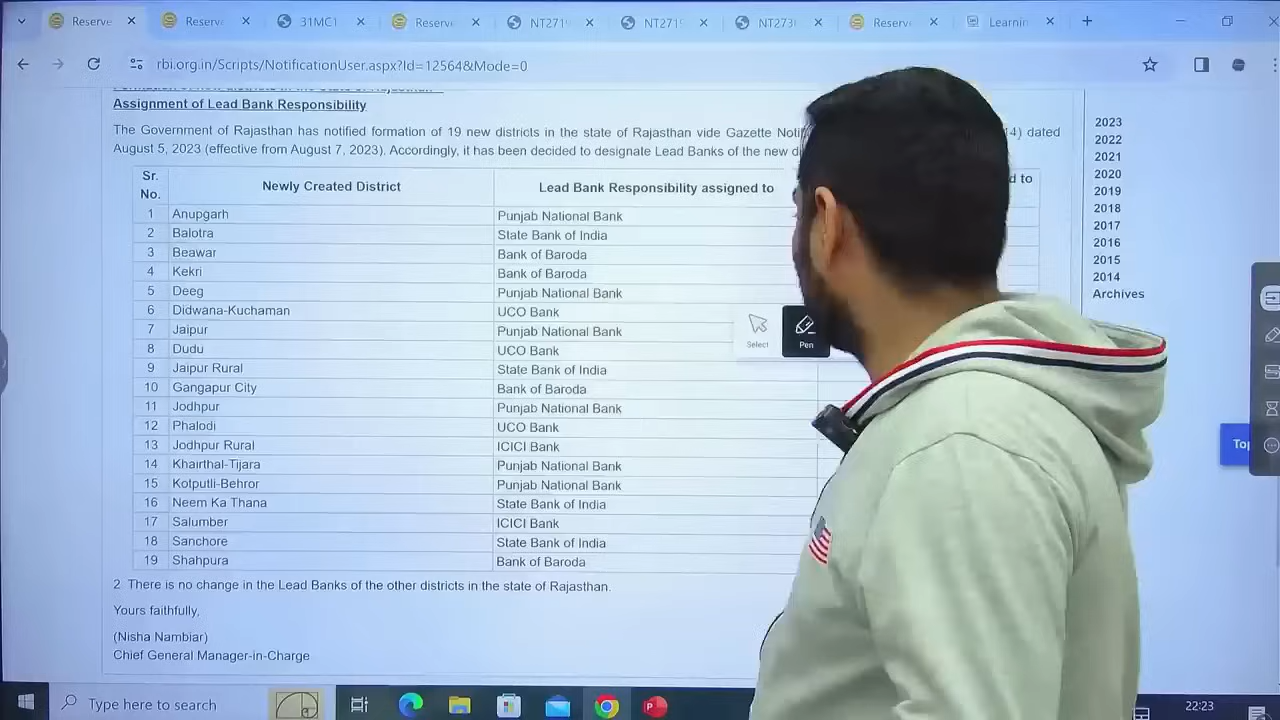 Reserve
Reserve
31MC1
Reserve
NT271
NT271
NT273
Reserve
Learnin
rbi.org.in/Scripts/NotificationUser.aspx?Id=12564&Mode=0
Assignment of Lead Bank Responsibility
The Government of Rajasthan has notified formation of 19 new districts in the state of Rajasthan vide Gazette Noti 14) dated
August 5, 2023 (effective from August 7, 2023). Accordingly, it has been decided to designate Lead Banks of the new d
Sr. No. Newly Created District Lead Bank Responsibility assigned to d to
1 Anupgarh Punjab National Bank
2 Balotra State Bank of India
3 Beawar Bank of Baroda
4 Kekri Bank of Baroda
5 Deeg Punjab National Bank
6 Didwana-Kuchaman UCO Bank
7 Jaipur Punjab National Bank
8 Dudu UCO Bank
9 Jaipur Rural State Bank of India
10 Gangapur City Bank of Baroda
11 Jodhpur Punjab National Bank
12 Phalodi UCO Bank
13 Jodhpur Rural ICICI Bank
14 Khairthal-Tijara Punjab National Bank
15 Kotputli-Behror Punjab National Bank
16 Neem Ka Thana State Bank of India
17 Salumber ICICI Bank
18 Sanchore State Bank of India
19 Shahpura Bank of Baroda
2 There is no change in the Lead Banks of the other districts in the state of Rajasthan.
Yours faithfully,
(Nisha Nambiar)
Chief General Manager-in-Charge
2023
2022
2021
2020
2019
2018
2017
2016
2015
2014
Archives
Select
Pen
Top
Type here to search
22:23